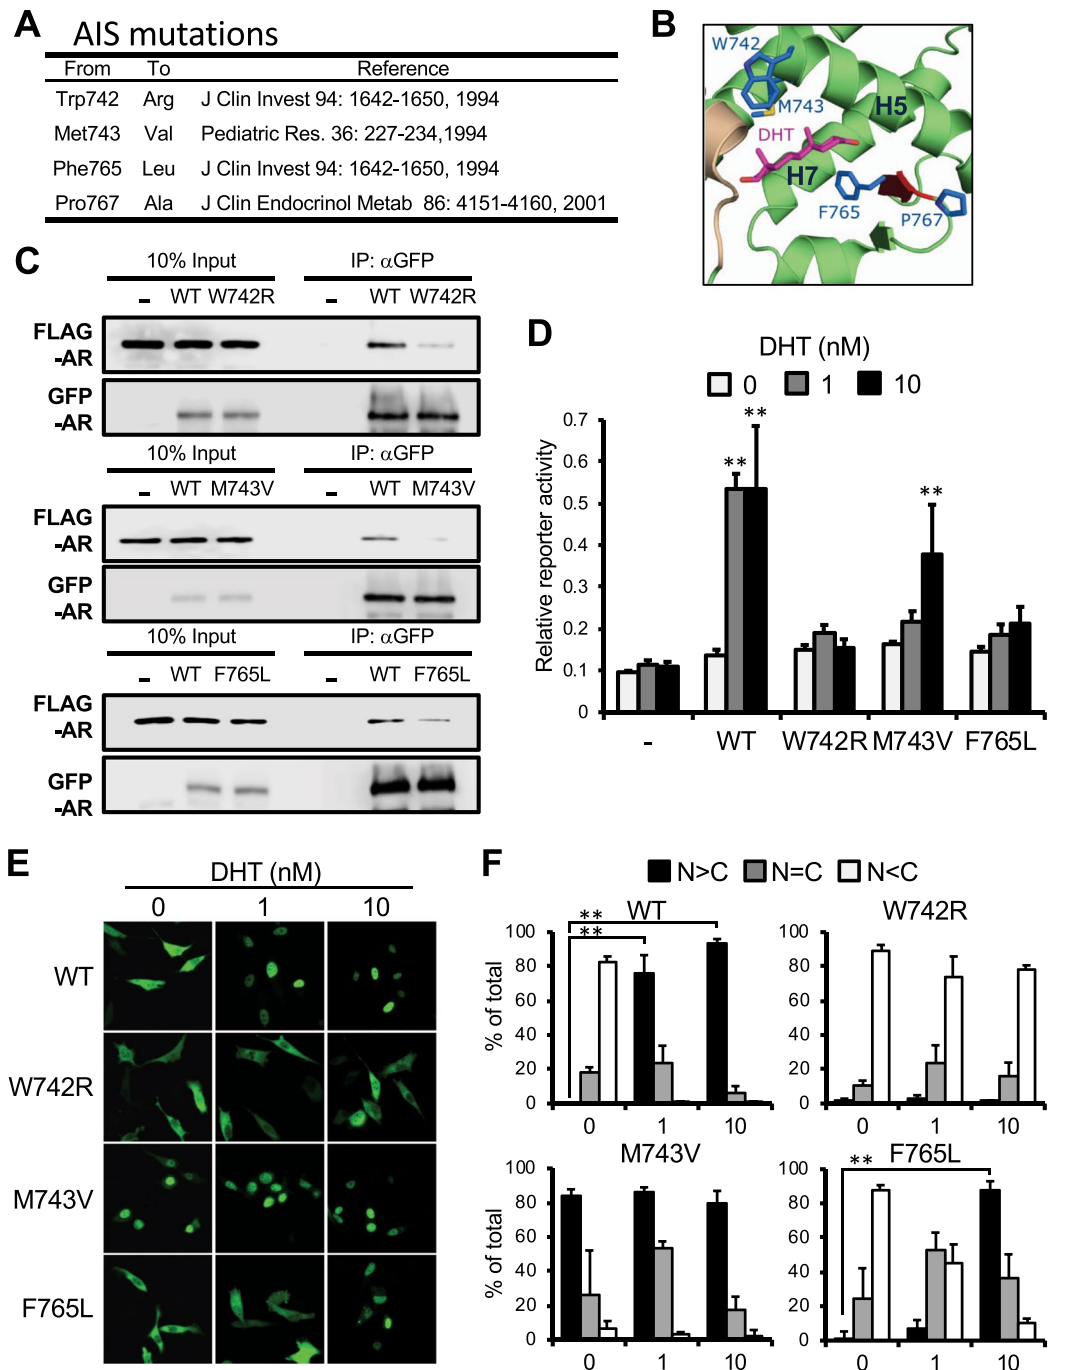 A
AIS mutations
From To Reference
Trp742 Arg J Clin Invest 94: 1642-1650, 1994
Met743 Val Pediatric Res. 36: 227-234,1994
Phe765 Leu J Clin Invest 94: 1642-1650, 1994
Pro767 Ala J Clin Endocrinol Metab 86: 4151-4160, 2001
B
W742
M743
H5
DHT
H7
F765
P767
C
10% Input IP: αGFP
- WT W742R - WT W742R
FLAG
-AR
GFP
-AR
10% Input IP: αGFP
- WT M743V - WT M743V
FLAG
-AR
GFP
-AR
10% Input IP: αGFP
- WT F765L - WT F765L
FLAG
-AR
GFP
-AR
D
DHT (nM)
0 1 10
Relative reporter activity
0.7
0.6
0.5
0.4
0.3
0.2
0.1
0
** **
**
- WT W742R M743V F765L
E
DHT (nM)
0 1 10
WT
W742R
M743V
F765L
F
N>C N=C N<C
WT
**
**
% of total
100
80
60
40
20
0
0 1 10
W742R
100
80
60
40
20
0
0 1 10
M743V
% of total
100
80
60
40
20
0
0 1 10
F765L
**
100
80
60
40
20
0
0 1 10